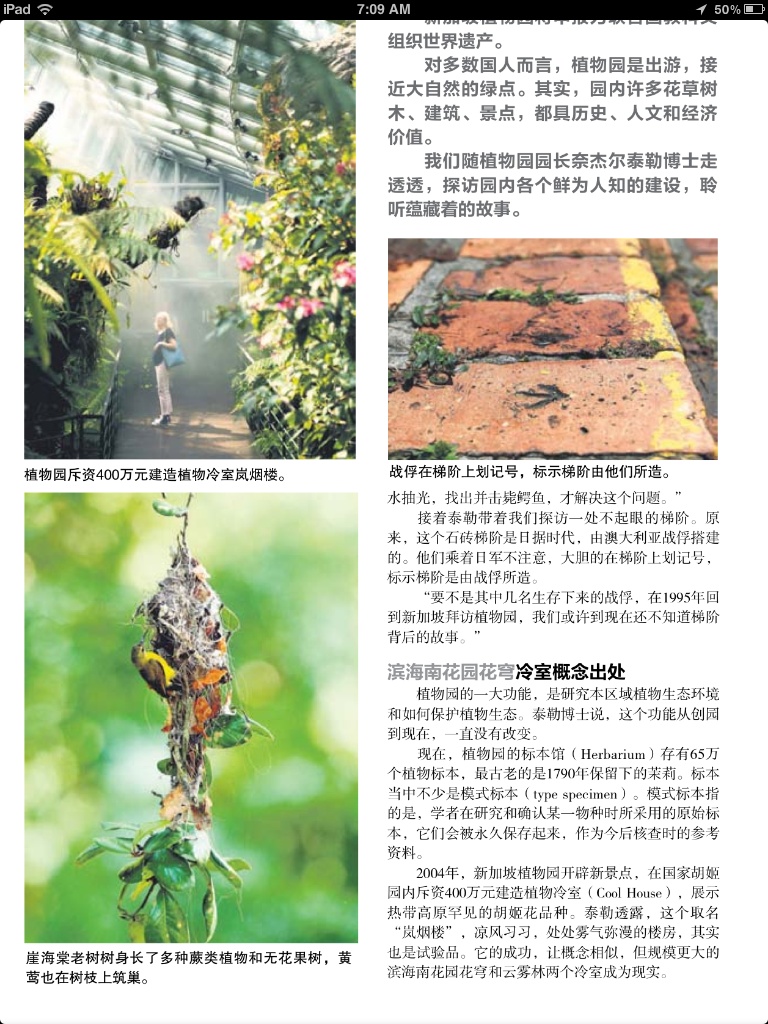 iPad
7:09 AM
50%
新加坡植物园将申报为联合国教科文
组织世界遗产。
对多数国人而言，植物园是出游，接
近大自然的绿点。其实，园内许多花草树
木、建筑、景点，都具历史、人文和经济
价值。
我们随植物园园长奈杰尔泰勒博士走
透透，探访园内各个鲜为人知的建设，聆
听蕴藏着的故事。
植物园斥资400万元建造植物冷室岚烟楼。
战俘在梯阶上划记号，标示梯阶由他们所造。
水抽光，找出并击毙鳄鱼，才解决这个问题。”
接着泰勒带着我们探访一处不起眼的梯阶。原
来，这个石砖梯阶是日据时代，由澳大利亚战俘搭建
的。他们乘着日军不注意，大胆的在梯阶上划记号，
标示梯阶是由战俘所造。
“要不是其中几名生存下来的战俘，在1995年回
到新加坡拜访植物园，我们或许到现在还不知道梯阶
背后的故事。”
滨海南花园花穹冷室概念出处
植物园的一大功能，是研究本区域植物生态环境
和如何保护植物生态。泰勒博士说，这个功能从创园
到现在，一直没有改变。
现在，植物园的标本馆（Herbarium）存有65万
个植物标本，最古老的是1790年保留下的茉莉。标本
当中不少是模式标本（type specimen）。模式标本指
的是，学者在研究和确认某一物种时所采用的原始标
本，它们会被永久保存起来，作为今后核查时的参考
资料。
2004年，新加坡植物园开辟新景点，在国家胡姬
园内斥资400万元建造植物冷室（Cool House），展示
热带高原罕见的胡姬花品种。泰勒透露，这个取名
“岚烟楼”，凉风习习，处处雾气弥漫的楼房，其实
也是试验品。它的成功，让概念相似，但规模更大的
滨海南花园花穹和云雾林两个冷室成为现实。
崖海棠老树树身长了多种蕨类植物和无花果树，黄
莺也在树枝上筑巢。